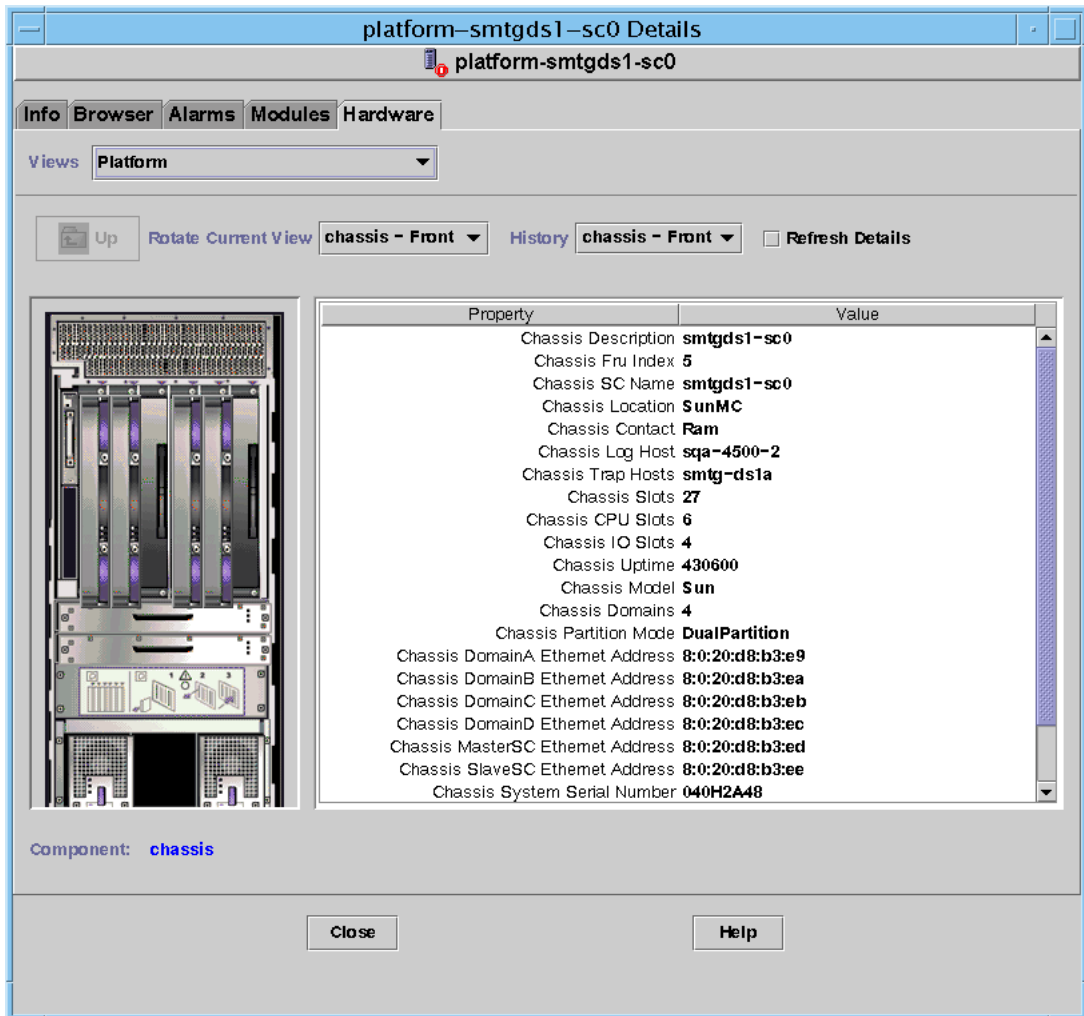 platform–smtgds1–sc0 Details
platform-smtgds1-sc0
Info Browser Alarms Modules Hardware
Views Platform
Up Rotate Current View chassis - Front History chassis - Front Refresh Details
Property Value
Chassis Description smtgds1-sc0
Chassis Fru Index 5
Chassis SC Name smtgds1-sc0
Chassis Location SunMC
Chassis Contact Ram
Chassis Log Host sqa-4500-2
Chassis Trap Hosts smtg-ds1a
Chassis Slots 27
Chassis CPU Slots 6
Chassis IO Slots 4
Chassis Uptime 430600
Chassis Model Sun
Chassis Domains 4
Chassis Partition Mode DualPartition
Chassis DomainA Ethernet Address 8:0:20:d8:b3:e9
Chassis DomainB Ethernet Address 8:0:20:d8:b3:ea
Chassis DomainC Ethernet Address 8:0:20:d8:b3:eb
Chassis DomainD Ethernet Address 8:0:20:d8:b3:ec
Chassis MasterSC Ethernet Address 8:0:20:d8:b3:ed
Chassis SlaveSC Ethernet Address 8:0:20:d8:b3:ee
Chassis System Serial Number 040H2A48
1 2 3
Component: chassis
Close Help